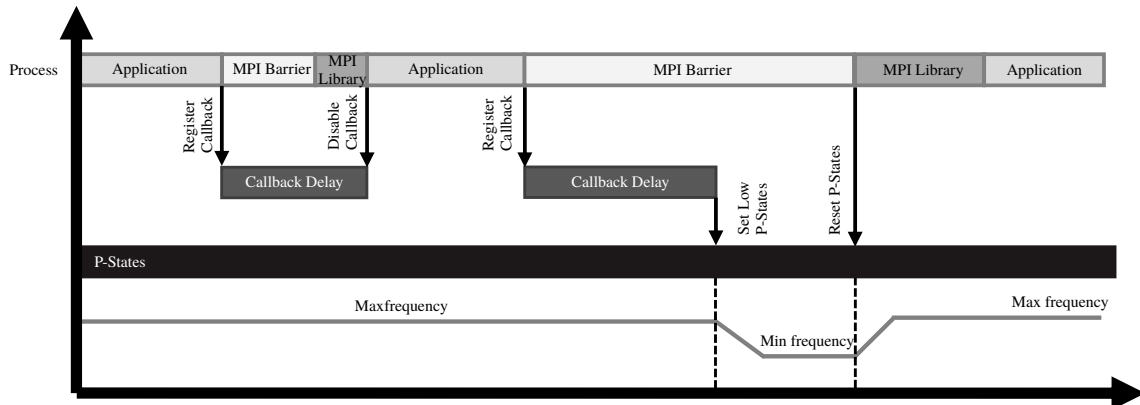 Process
Application
MPI Barrier
MPI
Library
Application
MPI Barrier
MPI Library
Application
Register
Callback
Disable
Callback
Register
Callback
Callback Delay
Callback Delay
Set Low
P-States
Reset P-States
P-States
Maxfrequency
Min frequency
Max frequency